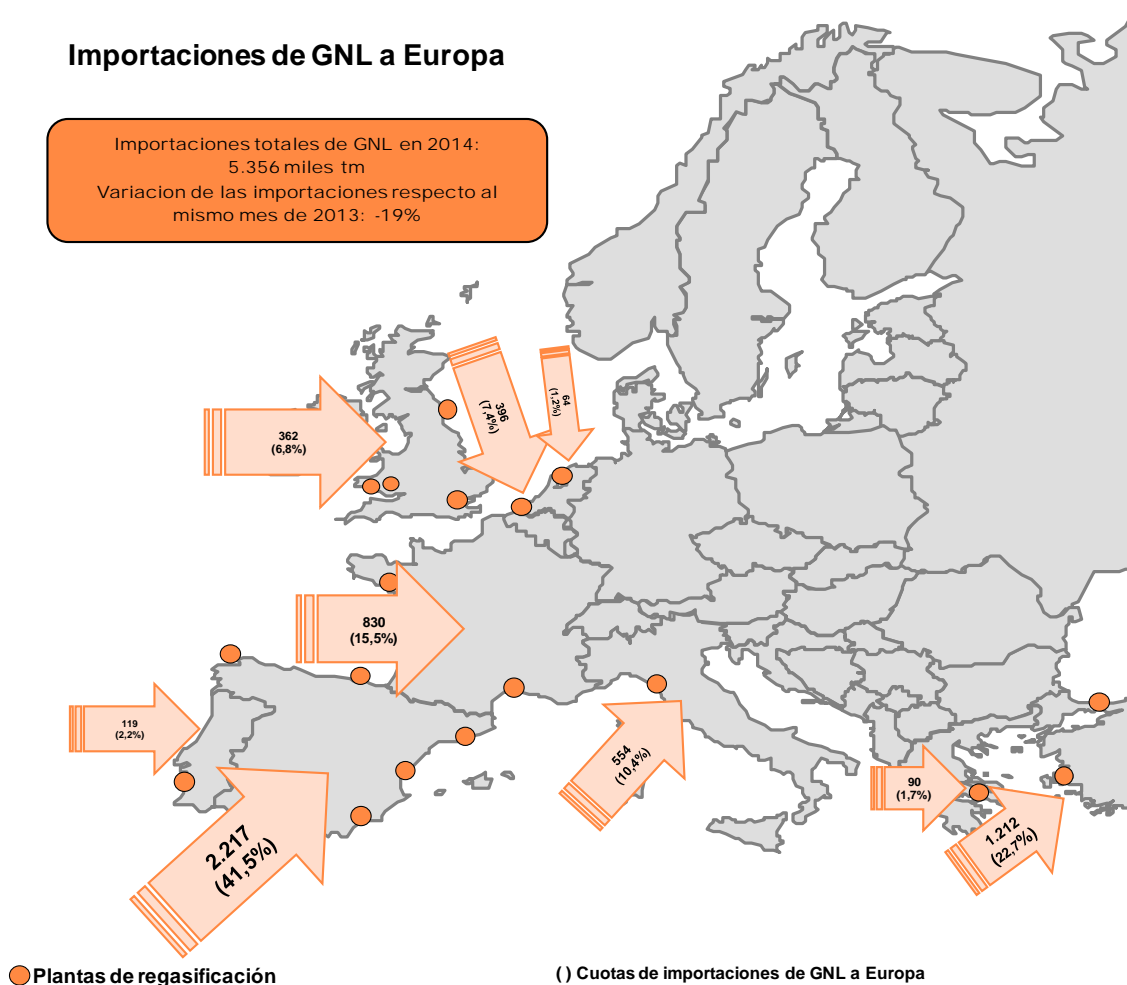 Importaciones de GNL a Europa
Importaciones totales de GNL en 2014:
5.356 miles tm
Variacion de las importaciones respecto al
mismo mes de 2013: -19%
396
(7,4%)
64
(1,2%)
362
(6,8%)
830
(15,5%)
119
(2,2%)
554
(10,4%)
90
(1,7%)
2.217
(41,5%)
1.212
(22,7%)
Plantas de regasificación
( ) Cuotas de importaciones de GNL a Europa